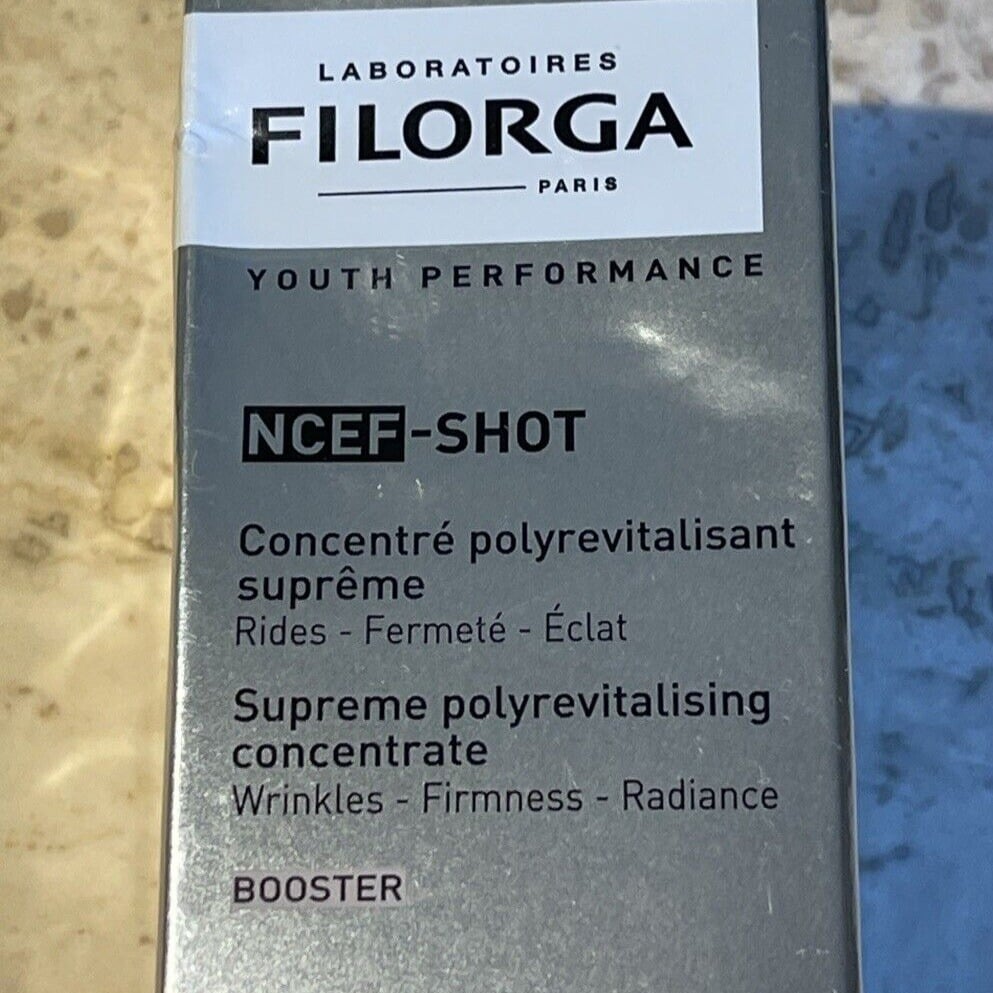 LABORATOIRES
FILORGA
PARIS
YOUTH PERFORMANCE
NCEF-SHOT
Concentré polyrevitalisant
suprême
Rides - Fermeté - Éclat
Supreme polyrevitalising
concentrate
Wrinkles - Firmness - Radiance
BOOSTER